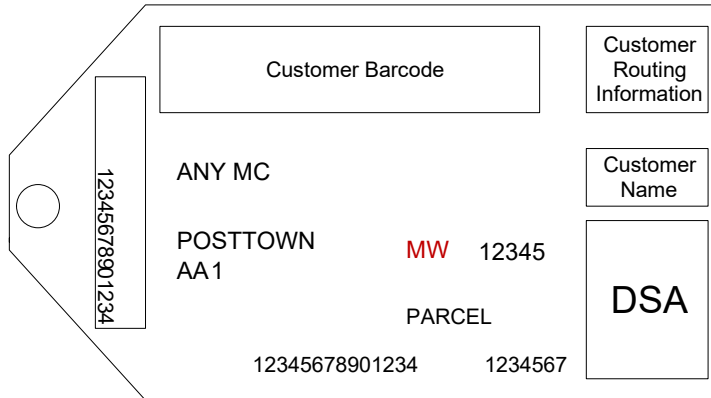 Customer Barcode
Customer
Routing
Information
12345678901234
ANY MC
Customer
Name
POSTTOWN
AA1
MW 12345
DSA
PARCEL
12345678901234 1234567